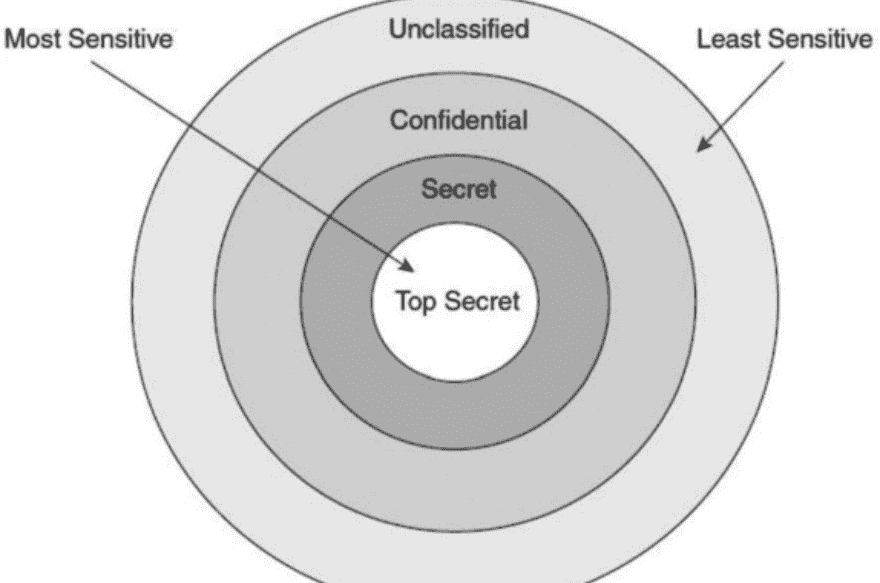 Unclassified
Most Sensitive
Least Sensitive
Confidential
Secret
Top Secret